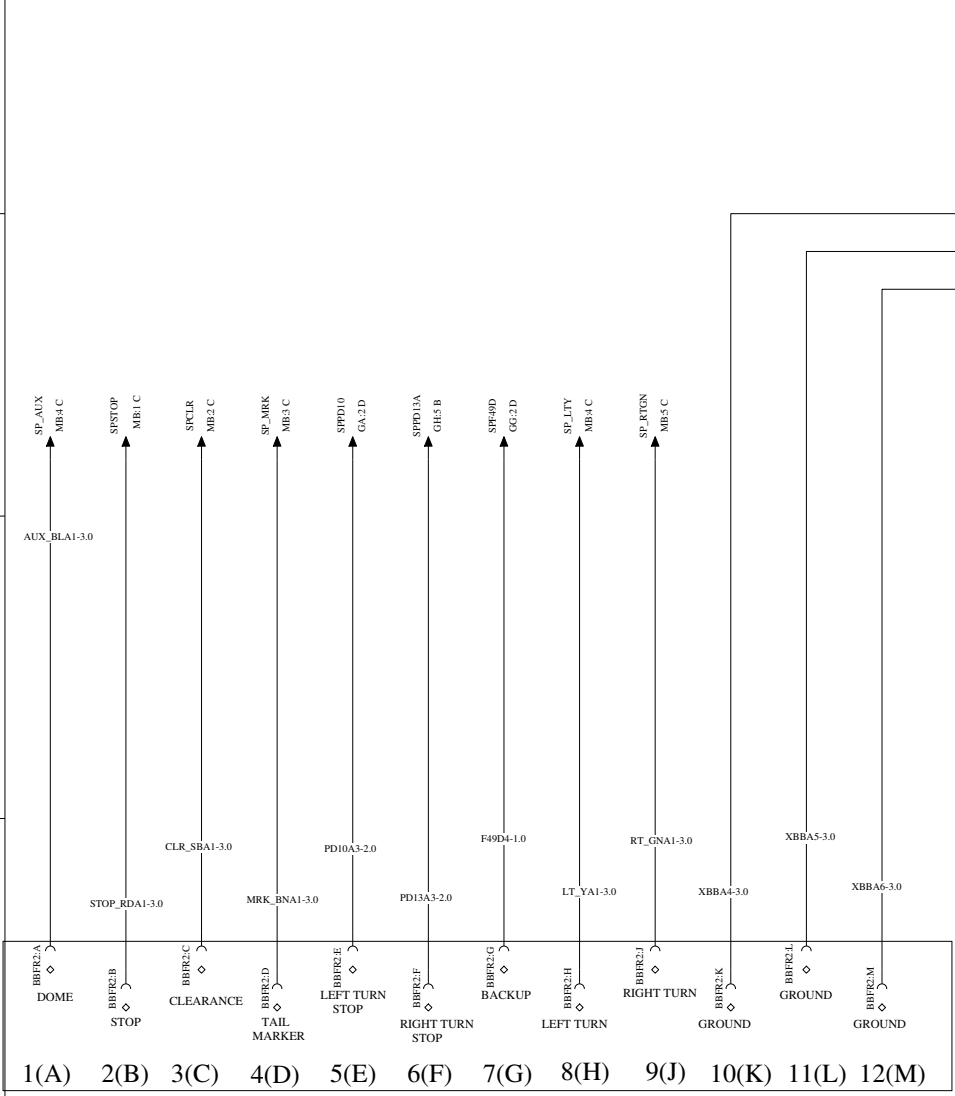 SP_AUX
MB:4 C
SPSTOP
MB:1 C
SPCLR
MB:2 C
SP_MRK
MB:3 C
SPPD10
GA:2 D
SPPD13A
GH:5 B
SPF49D
GG:2 D
SP_LTY
MB:4 C
SP_RTGN
MB:5 C
AUX_BLA1-3.0
STOP_RDA1-3.0
CLR_SBA1-3.0
MRK_BNA1-3.0
PD10A3-2.0
PD13A3-2.0
F49D4-1.0
LT_YA1-3.0
RT_GNA1-3.0
XBBA4-3.0
XBBA5-3.0
XBBA6-3.0
BBFR2:A
BBFR2:B
BBFR2:C
BBFR2:D
BBFR2:E
BBFR2:F
BBFR2:G
BBFR2:H
BBFR2:J
BBFR2:K
BBFR2:L
BBFR2:M
DOME
STOP
CLEARANCE
TAIL
MARKER
LEFT TURN
STOP
RIGHT TURN
STOP
BACKUP
LEFT TURN
RIGHT TURN
GROUND
GROUND
GROUND
1(A) 2(B) 3(C) 4(D) 5(E) 6(F) 7(G) 8(H) 9(J) 10(K) 11(L) 12(M)